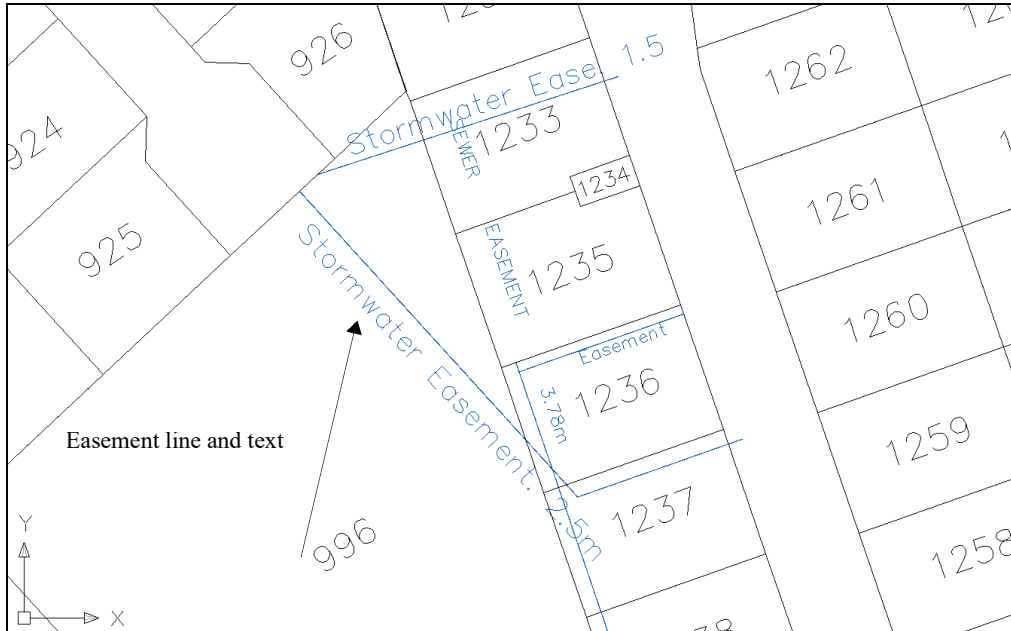 926
1262
Stormwater Ease. 1.5
1233
924
SEWER
1234
1261
925
EASEMENT
1235
Stormwater Easement. 2.5m
1260
Easement
1236
3.78m
Easement line and text
1259
1237
996
1258
Y
X